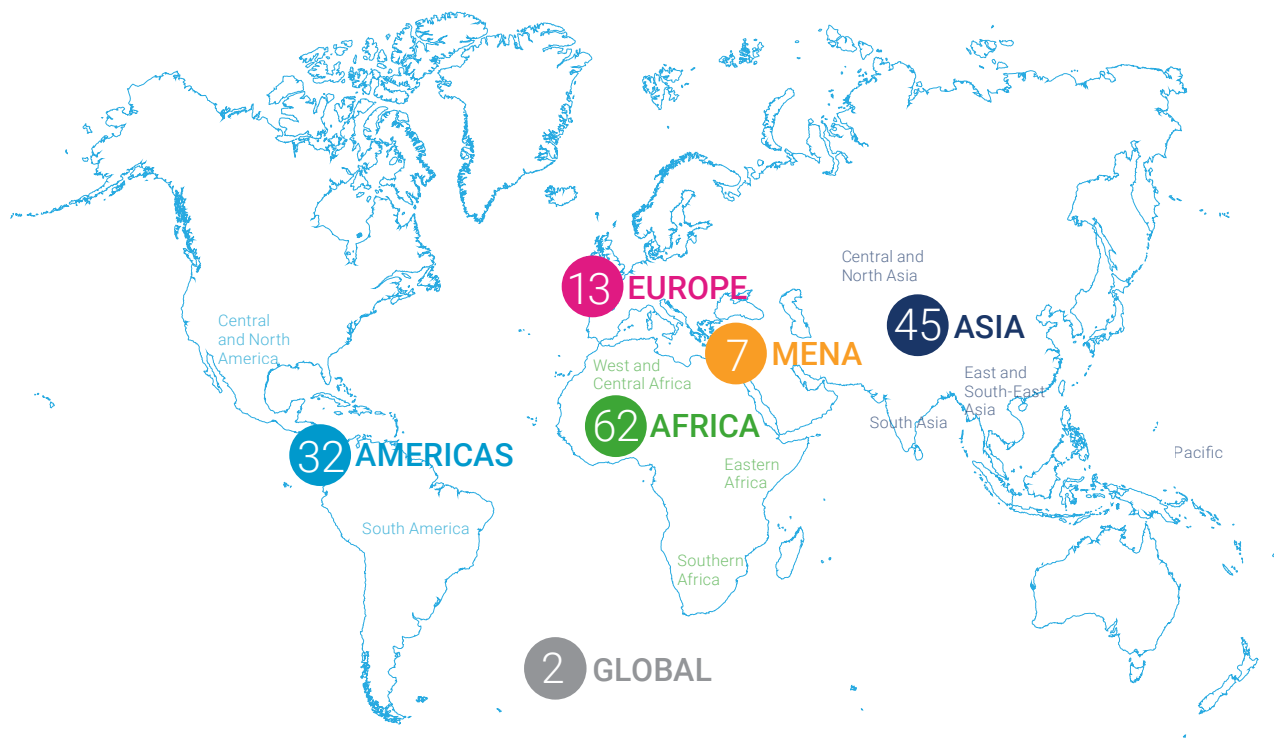 Central and
North Asia
13 EUROPE
45 ASIA
Central
and North
America
7 MENA
West and
Central Africa
East and
South-East
Asia
62 AFRICA
South Asia
32 AMERICAS
Pacific
Eastern
Africa
South America
Southern
Africa
2 GLOBAL